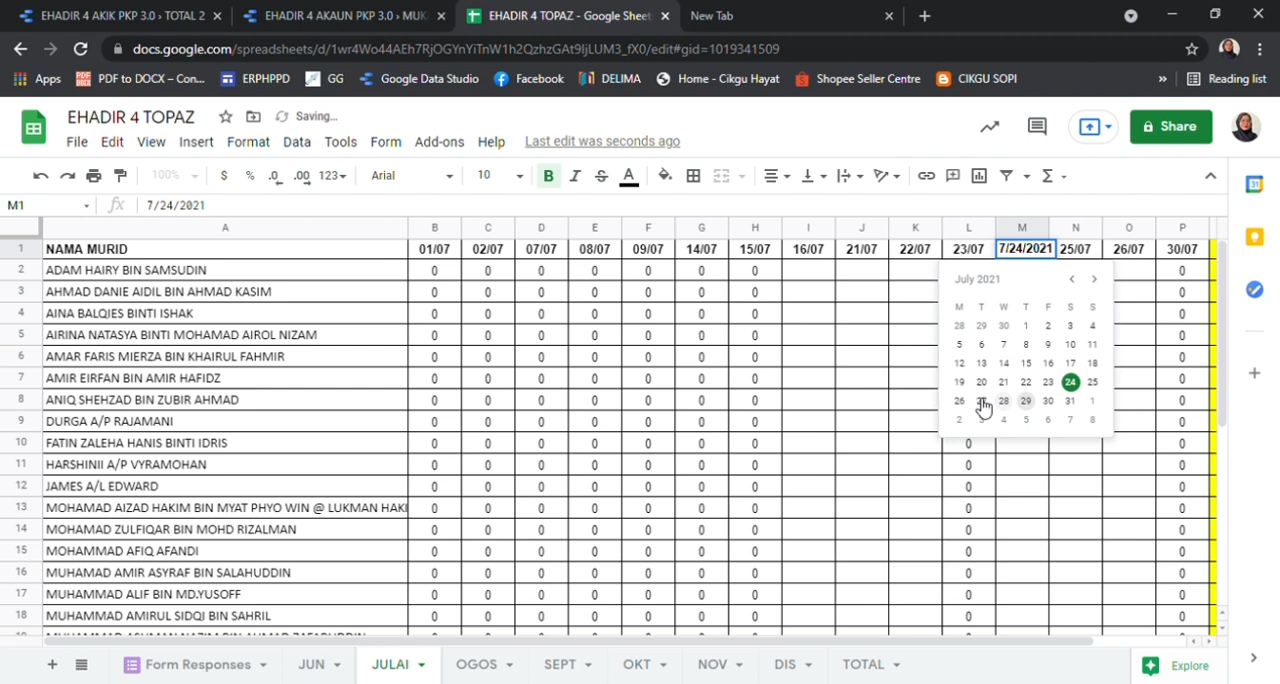 EHADIR 4 AKIK PKP 3.0 › TOTAL 2
EHADIR 4 AKAUN PKP 3.0 › MUK
EHADIR 4 TOPAZ - Google Sheet
New Tab
docs.google.com/spreadsheets/d/1wr4Wo44AEh7RjOGYnYiTnW1h2QzhzGAt9ljLUM3_fX0/edit#gid=1019341509
Apps PDF to DOCX – Con... ERPHPPD GG Google Data Studio Facebook DELIMA Home - Cikgu Hayat Shopee Seller Centre CIKGU SOPI » Reading list
EHADIR 4 TOPAZ Saving...
File Edit View Insert Format Data Tools Form Add-ons Help Last edit was seconds ago
Share
100% $ % .0 .00 123 Arial 10 B I S A
M1 fx 7/24/2021
A B C D E F G H I J K L M N O P
1 NAMA MURID 01/07 02/07 07/07 08/07 09/07 14/07 15/07 16/07 21/07 22/07 23/07 7/24/2021 25/07 26/07 30/07
2 ADAM HAIRY BIN SAMSUDIN 0 0 0 0 0 0 0 0
3 AHMAD DANIE AIDIL BIN AHMAD KASIM 0 0 0 0 0 0 0 0
4 AINA BALQIES BINTI ISHAK 0 0 0 0 0 0 0 0
5 AIRINA NATASYA BINTI MOHAMAD AIROL NIZAM 0 0 0 0 0 0 0 0
6 AMAR FARIS MIERZA BIN KHAIRUL FAHMIR 0 0 0 0 0 0 0 0
7 AMIR EIRFAN BIN AMIR HAFIDZ 0 0 0 0 0 0 0 0
8 ANIQ SHEHZAD BIN ZUBIR AHMAD 0 0 0 0 0 0 0 0
9 DURGA A/P RAJAMANI 0 0 0 0 0 0 0 0
10 FATIN ZALEHA HANIS BINTI IDRIS 0 0 0 0 0 0 0 0 0
11 HARSHINII A/P VYRAMOHAN 0 0 0 0 0 0 0 0 0
12 JAMES A/L EDWARD 0 0 0 0 0 0 0 0 0
13 MOHAMAD AIZAD HAKIM BIN MYAT PHYO WIN @ LUKMAN HAKI 0 0 0 0 0 0 0 0 0
14 MOHAMAD ZULFIQAR BIN MOHD RIZALMAN 0 0 0 0 0 0 0 0 0
15 MOHAMMAD AFIQ AFANDI 0 0 0 0 0 0 0 0 0
16 MUHAMAD AMIR ASYRAF BIN SALAHUDDIN 0 0 0 0 0 0 0 0 0
17 MUHAMMAD ALIF BIN MD.YUSOFF 0 0 0 0 0 0 0 0 0
18 MUHAMMAD AMIRUL SIDQI BIN SAHRIL 0 0 0 0 0 0 0 0 0
July 2021
M T W T F S S
28 29 30 1 2 3 4
5 6 7 8 9 10 11
12 13 14 15 16 17 18
19 20 21 22 23 24 25
26 28 29 30 31 1
2 4 5 6 7 8
Form Responses JUN JULAI OGOS SEPT OKT NOV DIS TOTAL Explore